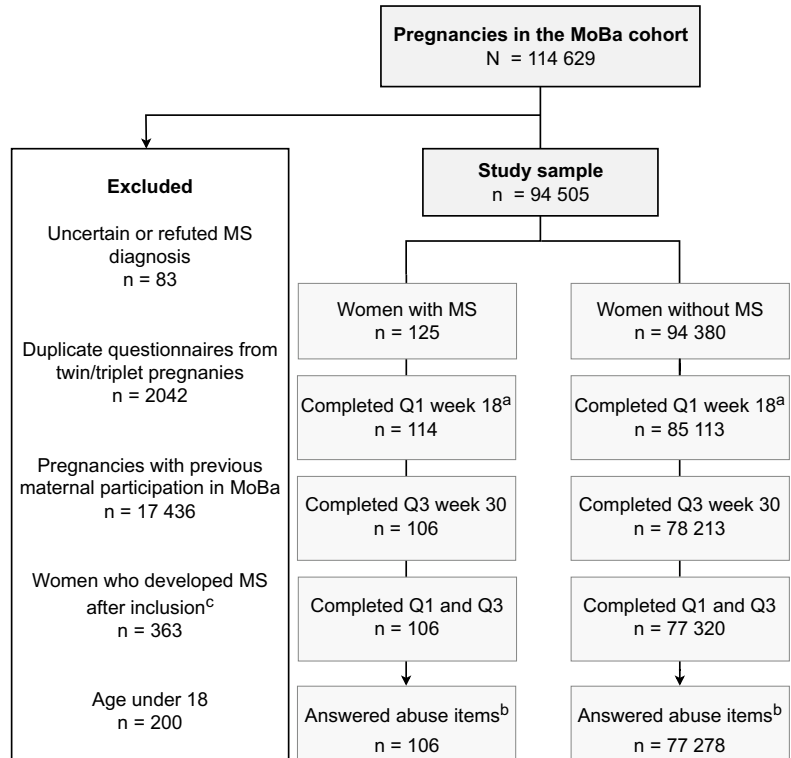 Pregnancies in the MoBa cohort
N = 114 629
Excluded
Uncertain or refuted MS
diagnosis
n = 83
Duplicate questionnaires from
twin/triplet pregnanies
n = 2042
Pregnancies with previous
maternal participation in MoBa
n = 17 436
Women who developed MS
after inclusionᶜ
n = 363
Age under 18
n = 200
Study sample
n = 94 505
Women with MS
n = 125
Completed Q1 week 18ᵃ
n = 114
Completed Q3 week 30
n = 106
Completed Q1 and Q3
n = 106
Answered abuse itemsᵇ
n = 106
Women without MS
n = 94 380
Completed Q1 week 18ᵃ
n = 85 113
Completed Q3 week 30
n = 78 213
Completed Q1 and Q3
n = 77 320
Answered abuse itemsᵇ
n = 77 278